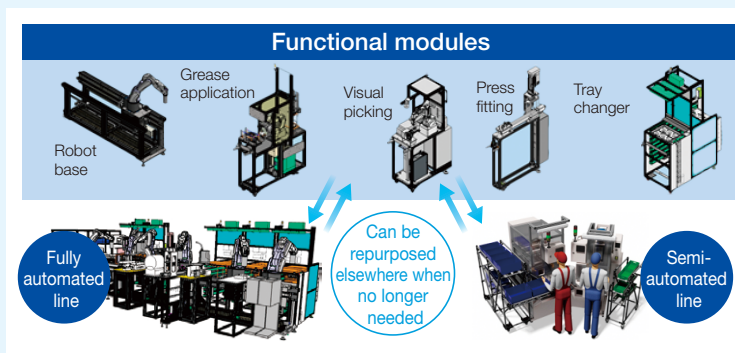 Functional modules
Robot
base
Grease
application
Visual
picking
Press
fitting
Tray
changer
Fully
automated
line
Can be
repurposed
elsewhere when
no longer
needed
Semi-
automated
line